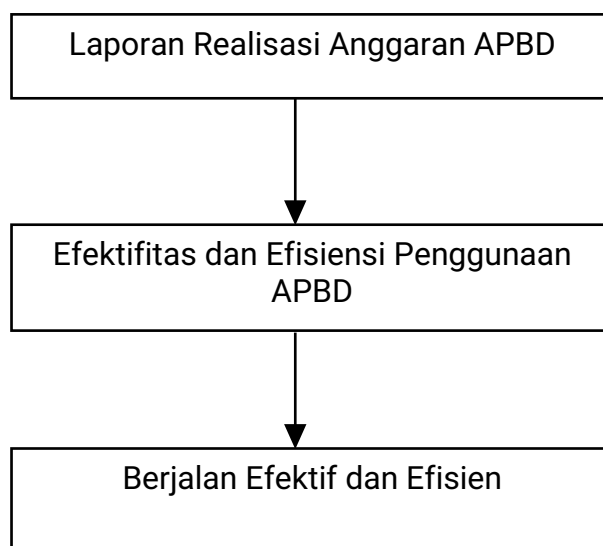 Laporan Realisasi Anggaran APBD
Efektifitas dan Efisiensi Penggunaan
APBD
Berjalan Efektif dan Efisien